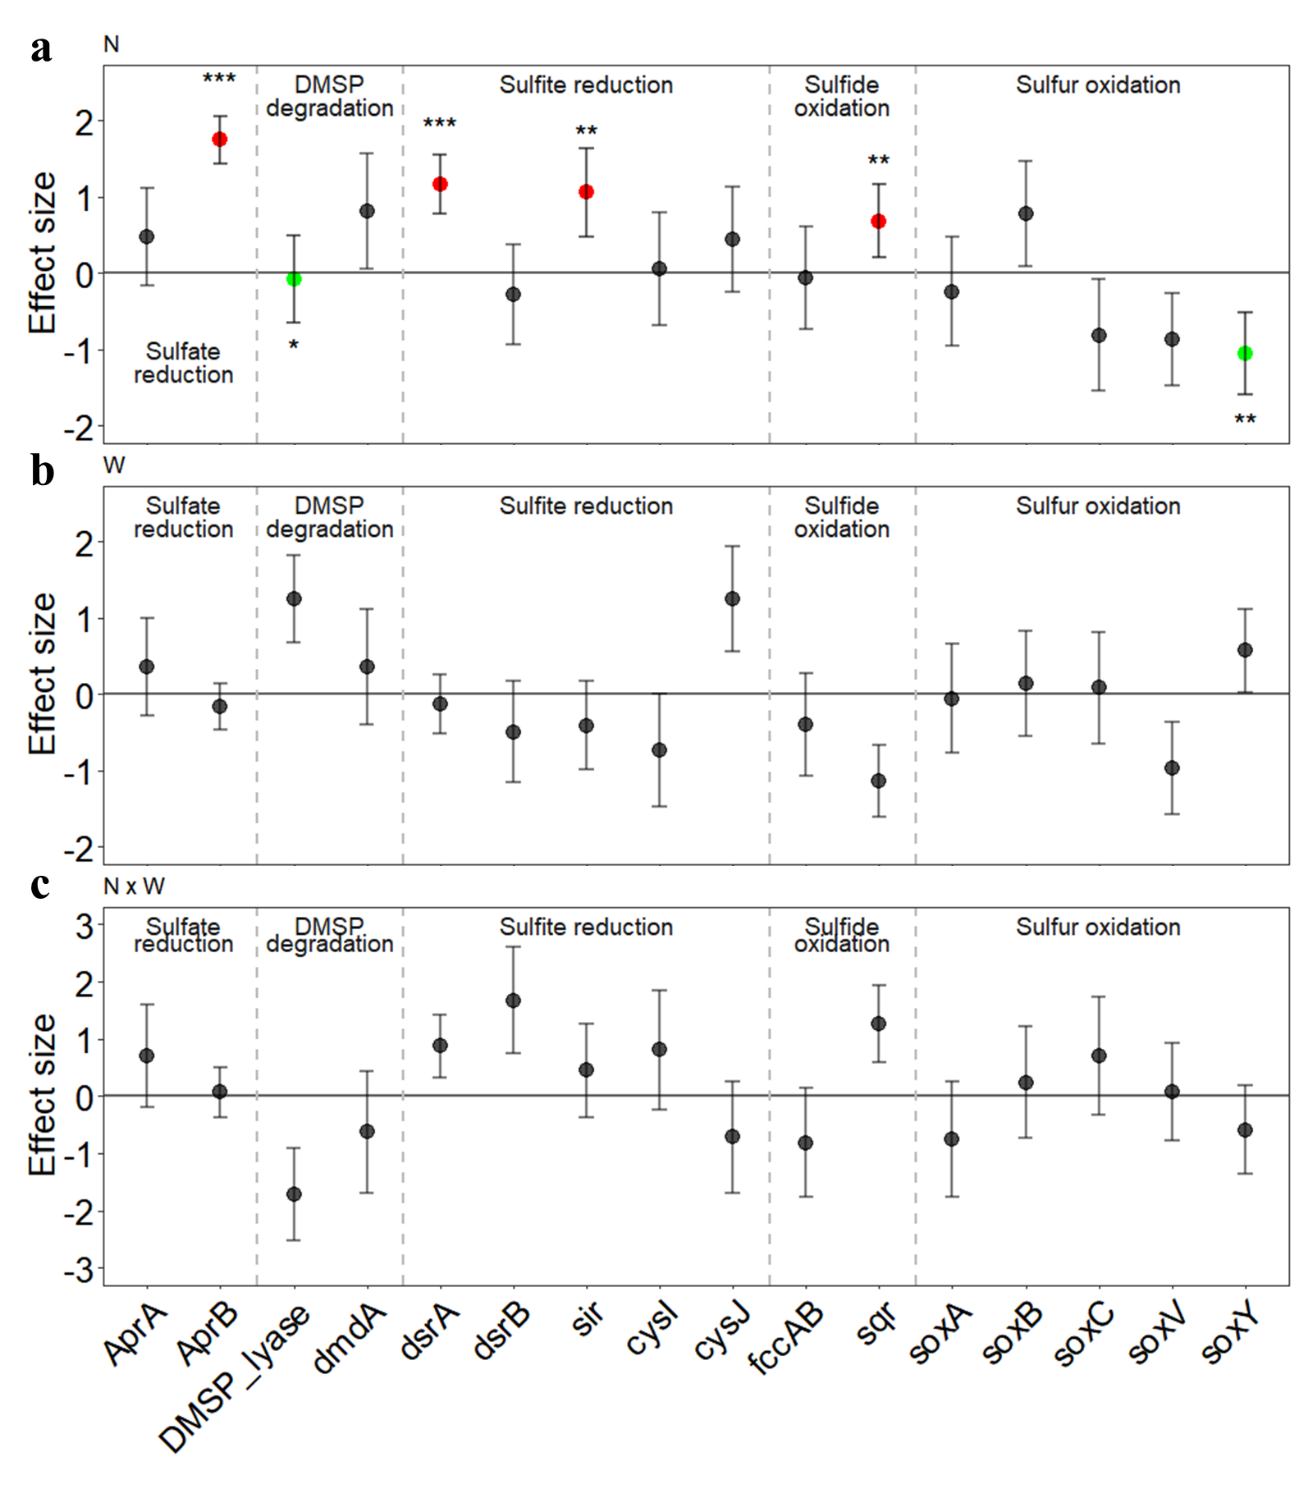 a
N
***
DMSP
degradation
Sulfite reduction
Sulfide
oxidation
Sulfur oxidation
***
**
**
Effect size
2
1
0
-1
-2
*
Sulfate
reduction
**
b
W
Sulfate
reduction
DMSP
degradation
Sulfite reduction
Sulfide
oxidation
Sulfur oxidation
Effect size
2
1
0
-1
-2
c
N x W
Sulfate
reduction
DMSP
degradation
Sulfite reduction
Sulfide
oxidation
Sulfur oxidation
Effect size
3
2
1
0
-1
-2
-3
AprA
AprB
DMSP_lyase
dmdA
dsrA
dsrB
sir
cysI
cysJ
fccAB
sqr
soxA
soxB
soxC
soxV
soxY